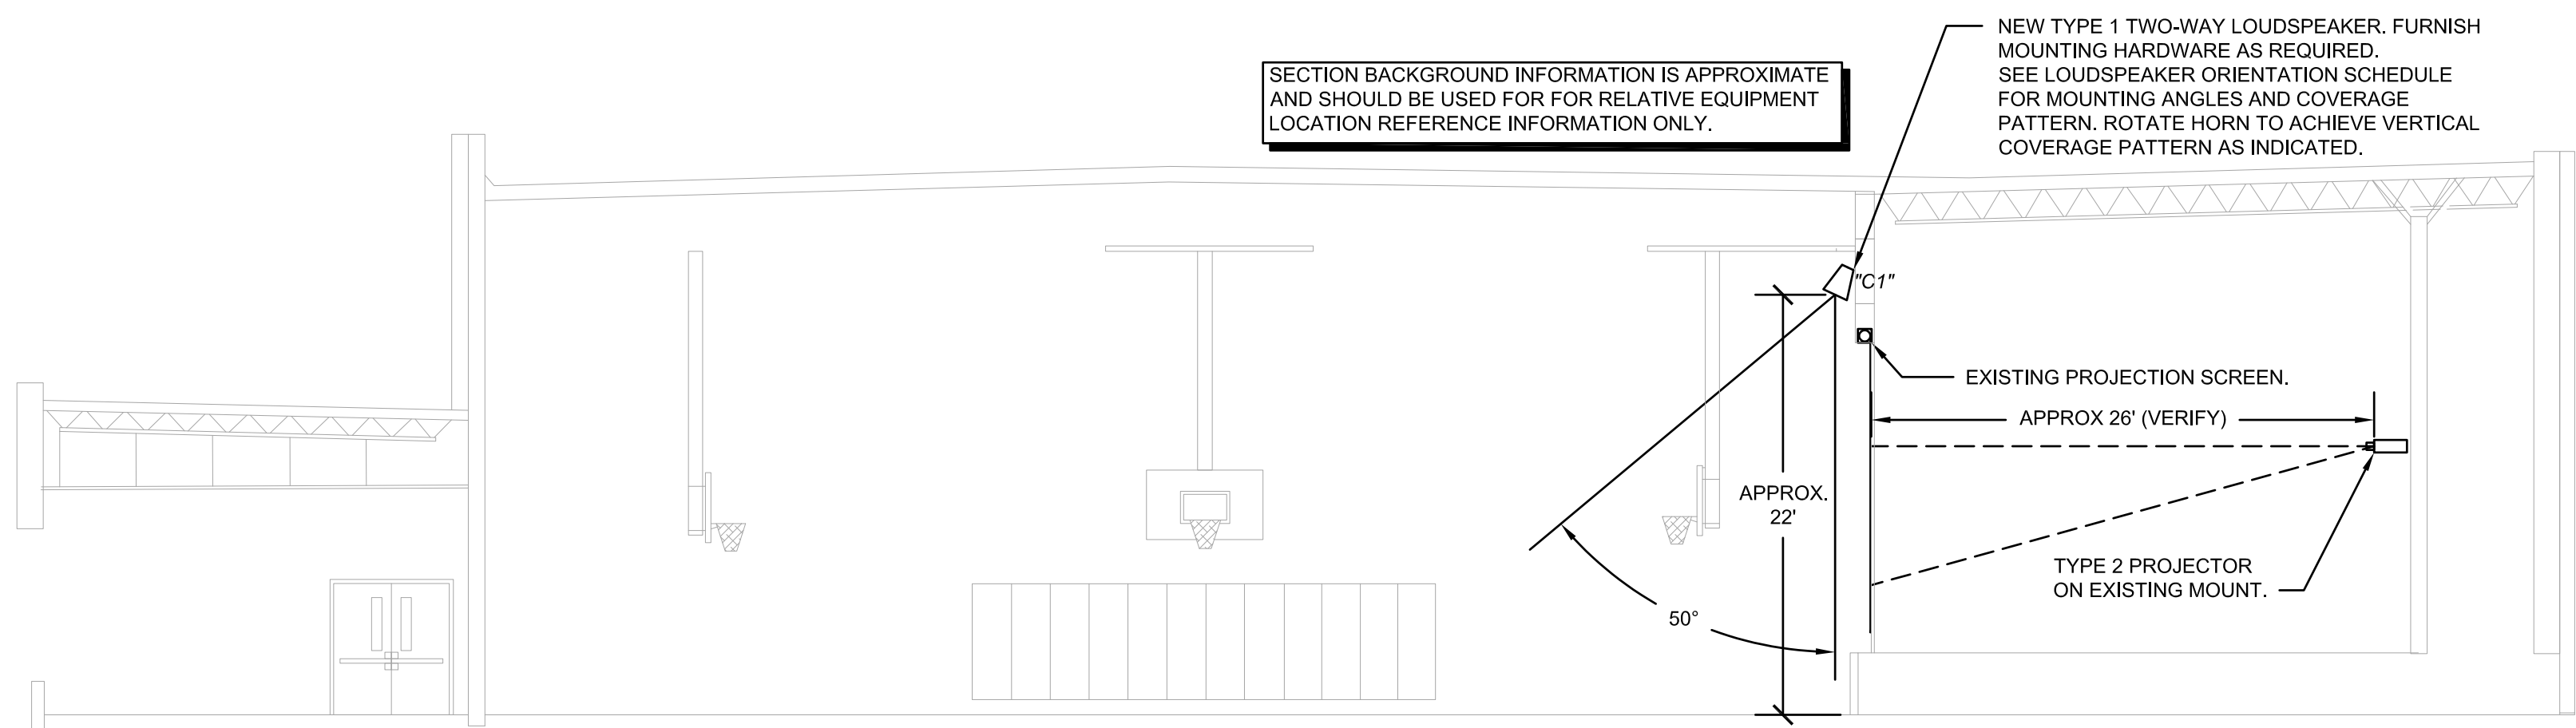 NEW TYPE 1 TWO-WAY LOUDSPEAKER. FURNISH
MOUNTING HARDWARE AS REQUIRED.
SEE LOUDSPEAKER ORIENTATION SCHEDULE
FOR MOUNTING ANGLES AND COVERAGE
PATTERN. ROTATE HORN TO ACHIEVE VERTICAL
COVERAGE PATTERN AS INDICATED.
SECTION BACKGROUND INFORMATION IS APPROXIMATE
AND SHOULD BE USED FOR FOR RELATIVE EQUIPMENT
LOCATION REFERENCE INFORMATION ONLY.
"C1"
EXISTING PROJECTION SCREEN.
APPROX 26' (VERIFY)
APPROX.
22'
TYPE 2 PROJECTOR
ON EXISTING MOUNT.
50°